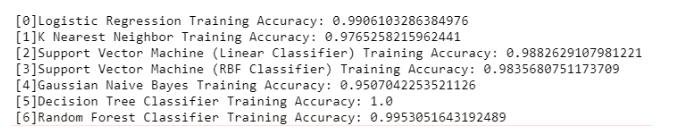 [0]Logistic Regression Training Accuracy: 0.9906103286384976
[1]K Nearest Neighbor Training Accuracy: 0.9765258215962441
[2]Support Vector Machine (Linear Classifier) Training Accuracy: 0.9882629107981221
[3]Support Vector Machine (RBF Classifier) Training Accuracy: 0.9835680751173709
[4]Gaussian Naive Bayes Training Accuracy: 0.9507042253521126
[5]Decision Tree Classifier Training Accuracy: 1.0
[6]Random Forest Classifier Training Accuracy: 0.9953051643192489